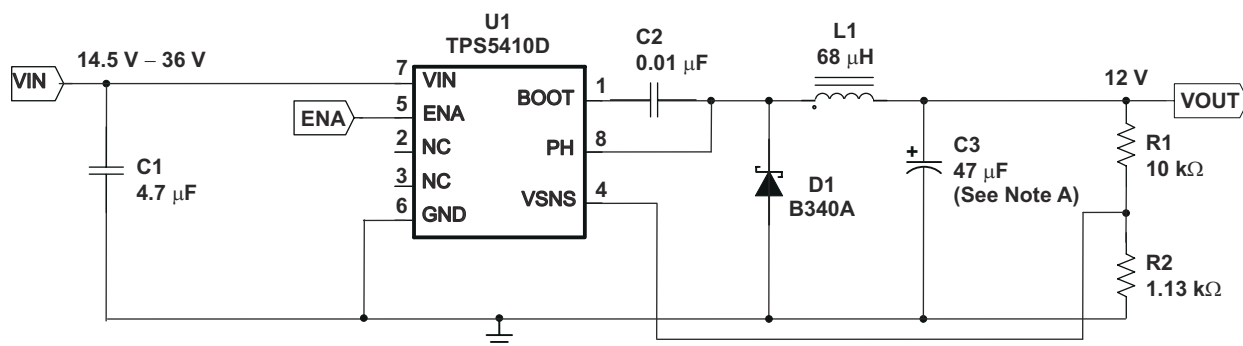 U1
TPS5410D
VIN
14.5 V – 36 V
7
VIN
ENA
5
ENA
2
NC
3
NC
6
GND
BOOT
1
PH
8
VSNS
4
C1
4.7 μF
C2
0.01 μF
L1
68 μH
D1
B340A
+
C3
47 μF
(See Note A)
12 V
VOUT
R1
10 kΩ
R2
1.13 kΩ